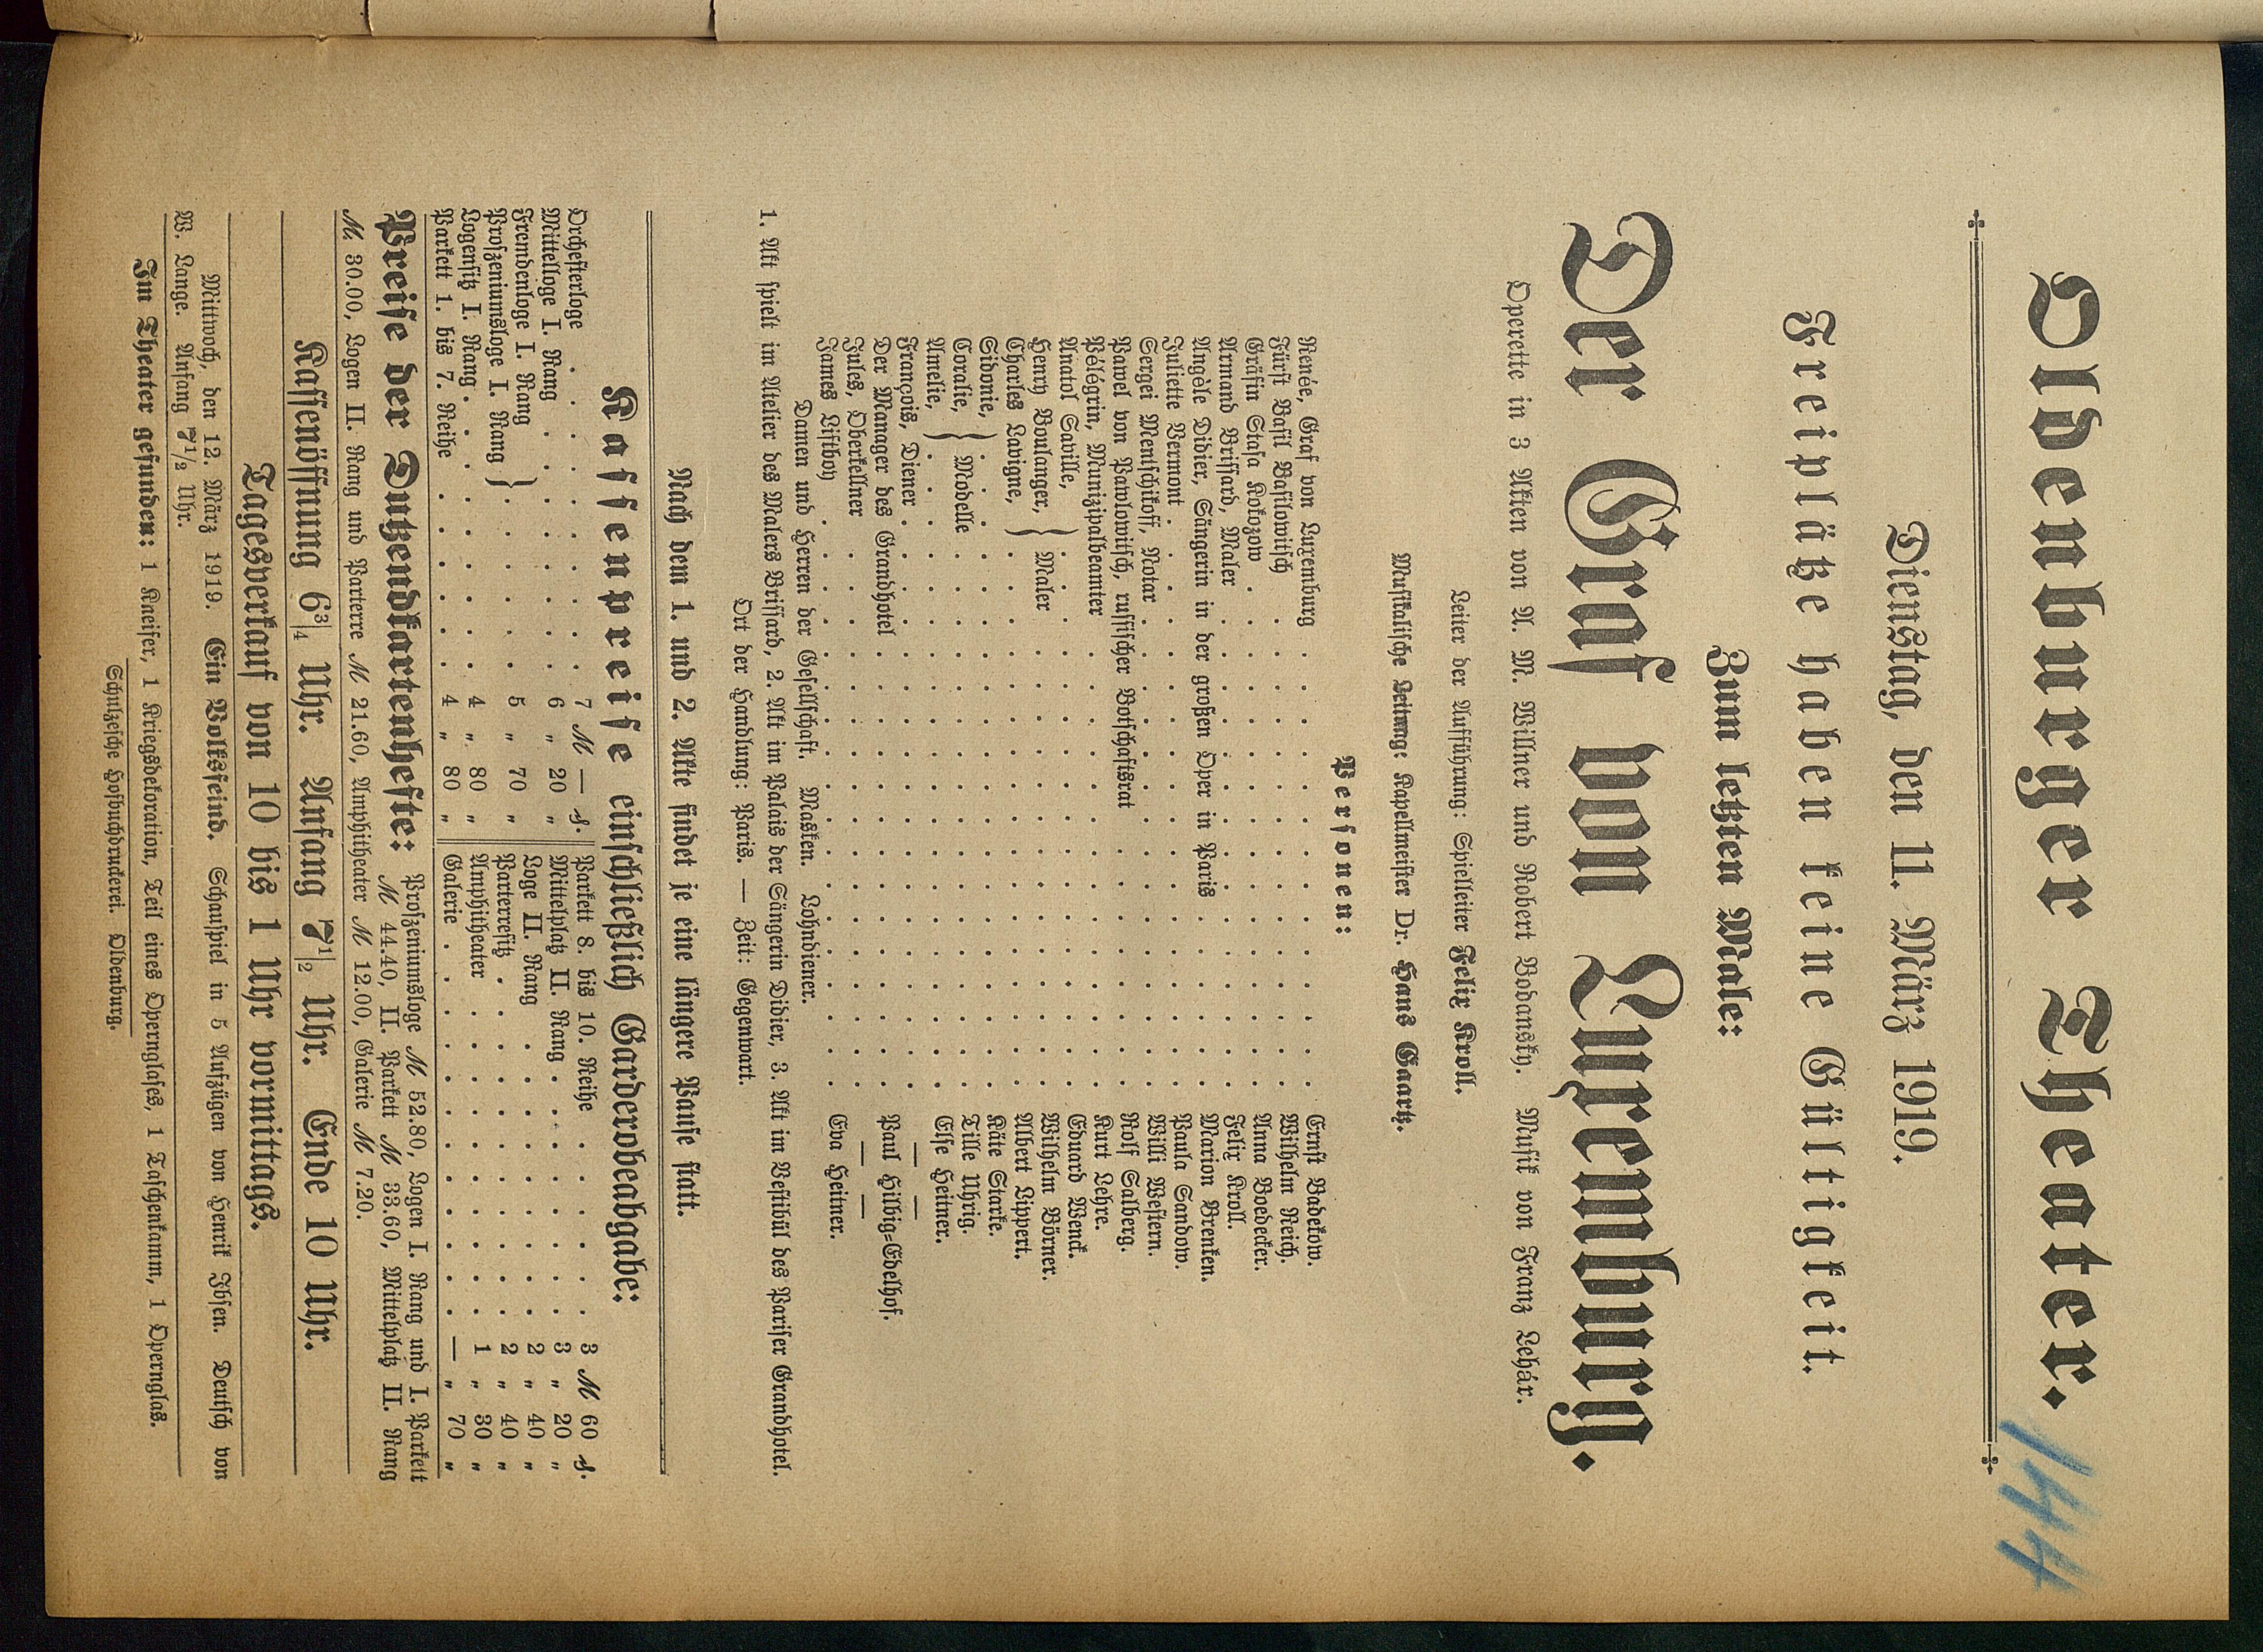 Oldenburger Theater.
144
Dienstag, den 11. März 1919.
Freiplätze haben keine Gültigkeit.
Zum letzten Male:
Der Graf von Luxemburg.
Operette in 3 Akten von A. M. Willner und Robert Bodansky. Musik von Franz Lehár.
Leiter der Aufführung: Spielleiter Felix Kroll.
Musikalische Leitung: Kapellmeister Dr. Hans Gaartz.
Personen:
Renée, Graf von Luxemburg . . . . . . . Ernst Badekow.
Fürst Basil Basilowitsch . . . . . . . Wilhelm Reich.
Gräfin Stasa Kokozow . . . . . . . Anna Boedecker.
Armand Brissard, Maler . . . . . . . Felix Kroll.
Angèle Didier, Sängerin in der großen Oper in Paris . . . . Marion Brenken.
Juliette Vermont . . . . . . . Paula Sandow.
Sergei Mentschikoff, Notar . . . . . . . Willi Western.
Pawel von Pawlowitsch, russischer Botschaftsrat . . . . . Rolf Salberg.
Pélégrin, Munizipalbeamter . . . . . . . Kurt Lehre.
Anatol Saville, . . . . . . . Eduard Wenck.
Henry Boulanger, } Maler . . . . . . . Wilhelm Börner.
Charles Lavigne, . . . . . . . Albert Lippert.
Sidonie, . . . . . . . Käte Starke.
Coralie, } Modelle . . . . . . . Tille Uhrig.
Amelie, . . . . . . . Else Heitner.
François, Diener . . . . . . . — —
Der Manager des Grandhotel . . . . . . . Paul Hilbig=Edelhof.
Jules, Oberkellner . . . . . . . — —
James Liftboy . . . . . . . Eva Heitner.
Damen und Herren der Gesellschaft. Masken. Lohndiener.
1. Akt spielt im Atelier des Malers Brissard, 2. Akt in Palais der Sängerin Didier, 3. Akt im Vestibül des Pariser Grandhotel.
Ort der Handlung: Paris. — Zeit: Gegenwart.
Nach dem 1. und 2. Akte findet je eine längere Pause statt.
Kassenpreise einschließlich Garderobeabgabe:
Orchesterloge . . . . . 7 M — ₰.
Mittelloge I. Rang . . . . . 6 „ 20 „
Fremdenloge I. Rang
Proszeniumsloge I. Rang } . . . . 5 „ 70 „
Logensitz I. Rang . . . . . 4 „ 80 „
Parkett 1. bis 7. Reihe . . . . . 4 „ 80 „
Parkett 8. bis 10. Reihe . . . . . 3 M 60 ₰.
Mittelplatz II. Rang . . . . . 3 „ 20 „
Loge II. Rang . . . . . 2 „ 40 „
Parterresitz . . . . . 2 „ 40 „
Amphitheater . . . . . 1 „ 30 „
Galerie . . . . . — „ 70 „
Preise der Dutzendkartenhefte: Proszeniumsloge M 52.80, Logen I. Rang und I. Parkett
M 44.40, II. Parkett M 33.60, Mittelplatz II. Rang
M 30.00, Logen II. Rang und Parterre M 21.60, Amphitheater M 12.00, Galerie M 7.20.
Kassenöffnung 6 3/4 Uhr. Anfang 7 1/2 Uhr. Ende 10 Uhr.
Tagesverkauf von 10 bis 1 Uhr vormittags.
Mittwoch, den 12. März 1919. Ein Volksfeind. Schauspiel in 5 Aufzügen von Henrik Ibsen. Deutsch von
W. Lange. Anfang 7 1/2 Uhr.
Im Theater gefunden: 1 Kneifer, 1 Kriegsdekoration, Teil eines Opernglases, 1 Taschenkamm, 1 Opernglas.
Schulzesche Hofbuchdruckerei. Oldenburg.